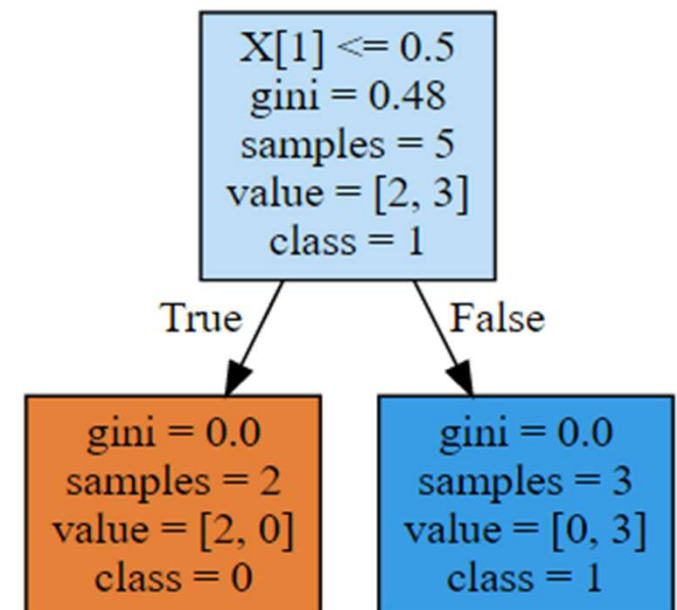 X[1] <= 0.5
gini = 0.48
samples = 5
value = [2, 3]
class = 1
True
False
gini = 0.0
samples = 2
value = [2, 0]
class = 0
gini = 0.0
samples = 3
value = [0, 3]
class = 1